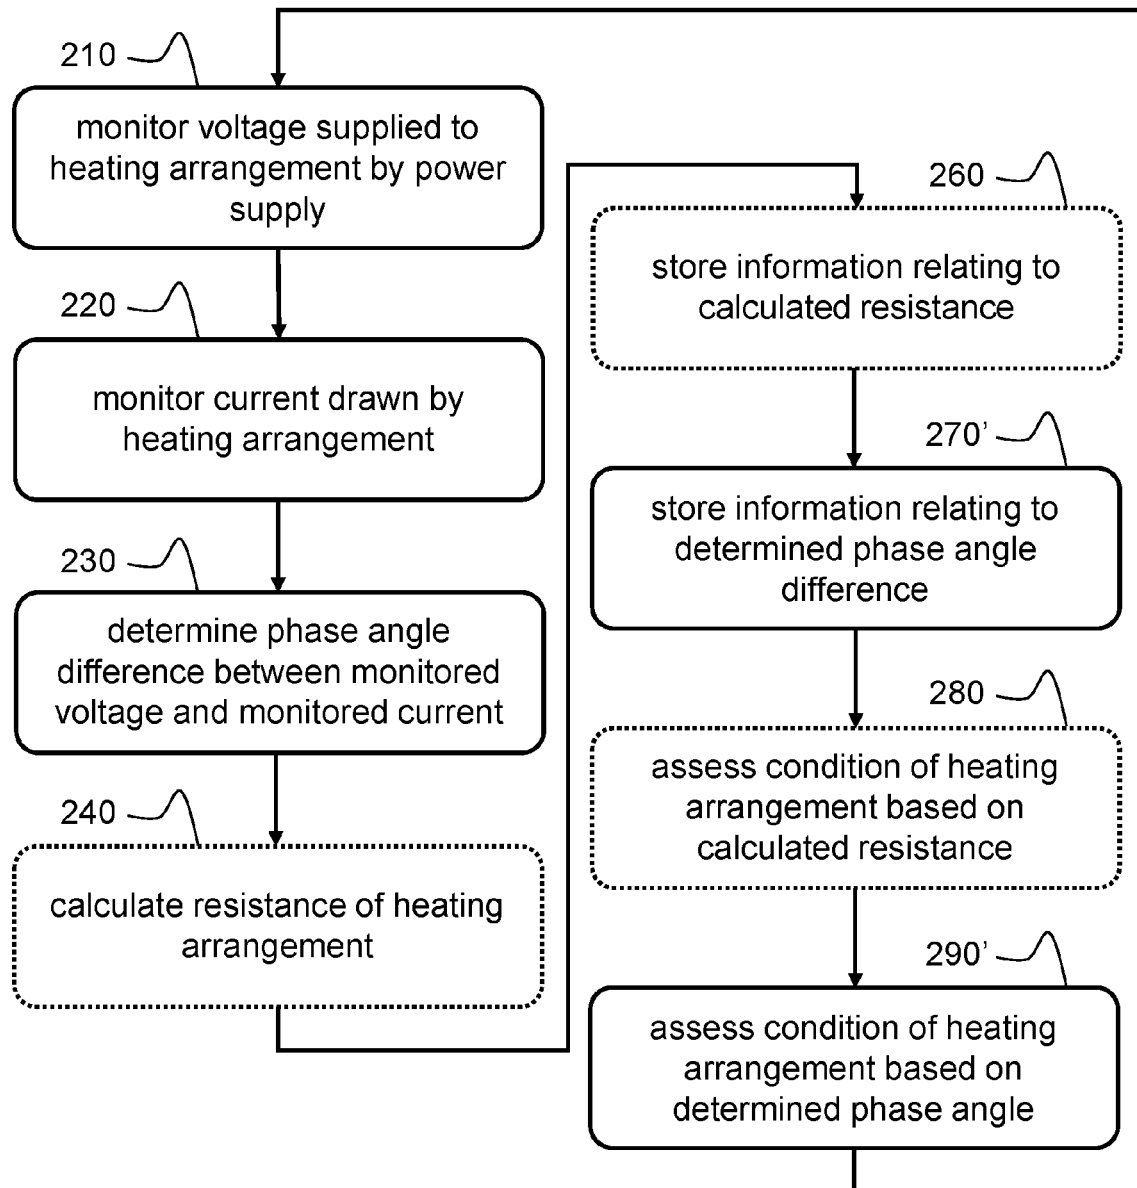 210
monitor voltage supplied to
heating arrangement by power
supply
220
monitor current drawn by
heating arrangement
230
determine phase angle
difference between monitored
voltage and monitored current
240
calculate resistance of heating
arrangement
260
store information relating to
calculated resistance
270’
store information relating to
determined phase angle
difference
280
assess condition of heating
arrangement based on
calculated resistance
290’
assess condition of heating
arrangement based on
determined phase angle